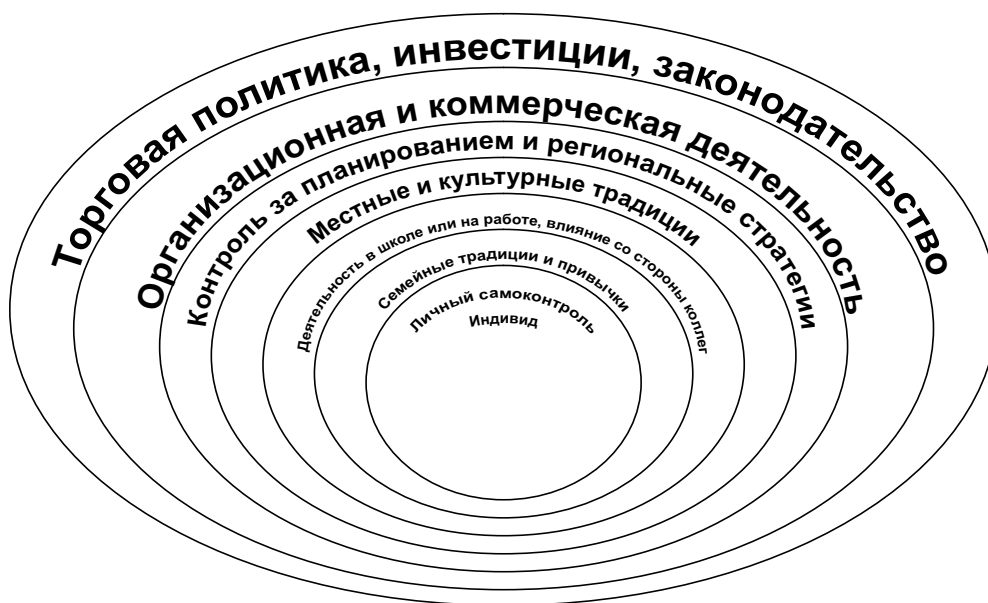 Торговая политика, инвестиции, законодательство
Организационная и коммерческая деятельность
Контроль за планированием и региональные стратегии
Местные и культурные традиции
Деятельность в школе или на работе, влияние со стороны коллег
Семейные традиции и привычки
Личный самоконтроль
Индивид